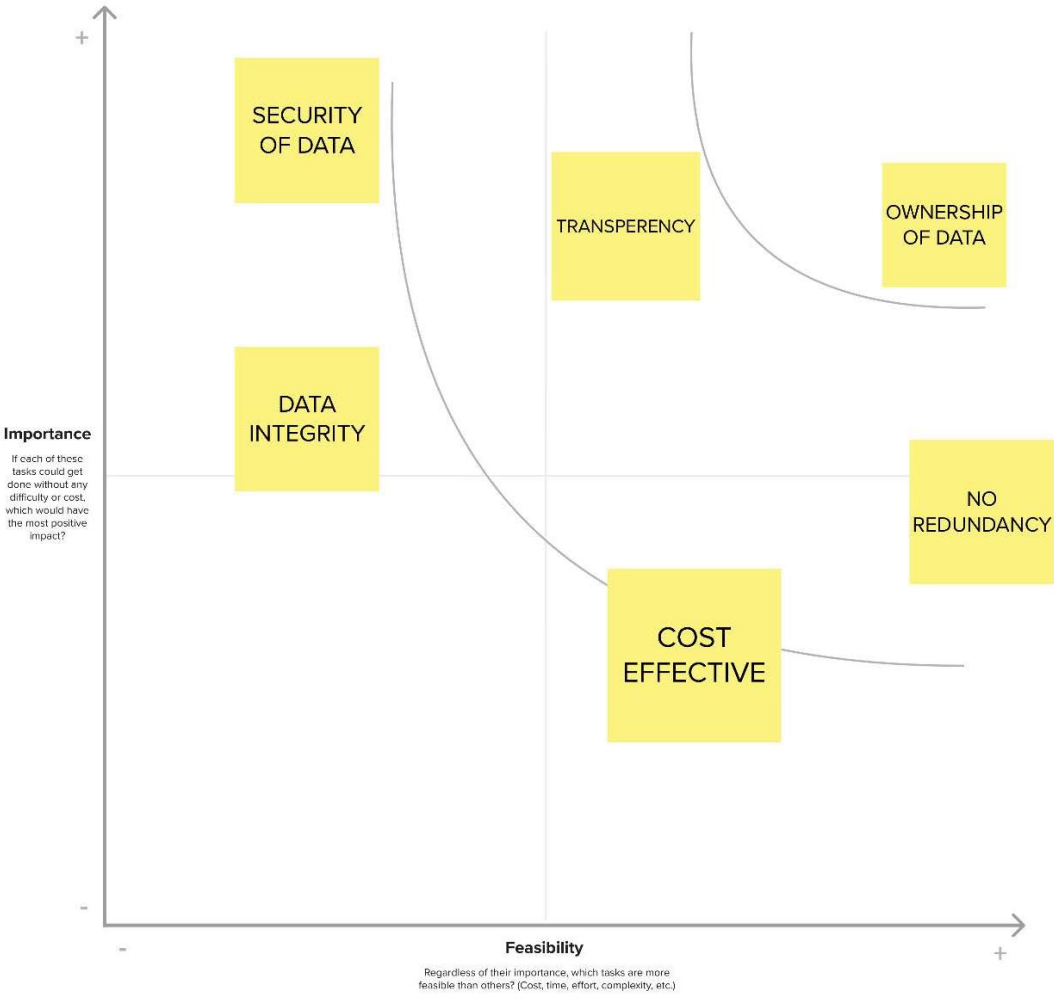 +
SECURITY
OF DATA
TRANSPERENCY
OWNERSHIP
OF DATA
DATA
INTEGRITY
Importance
If each of these
tasks could get
done without any
difficulty or cost,
which would have
the most positive
impact?
NO
REDUNDANCY
COST
EFFECTIVE
-
-
Feasibility
+
Regardless of their importance, which tasks are more
feasible than others? (Cost, time, effort, complexity, etc.)